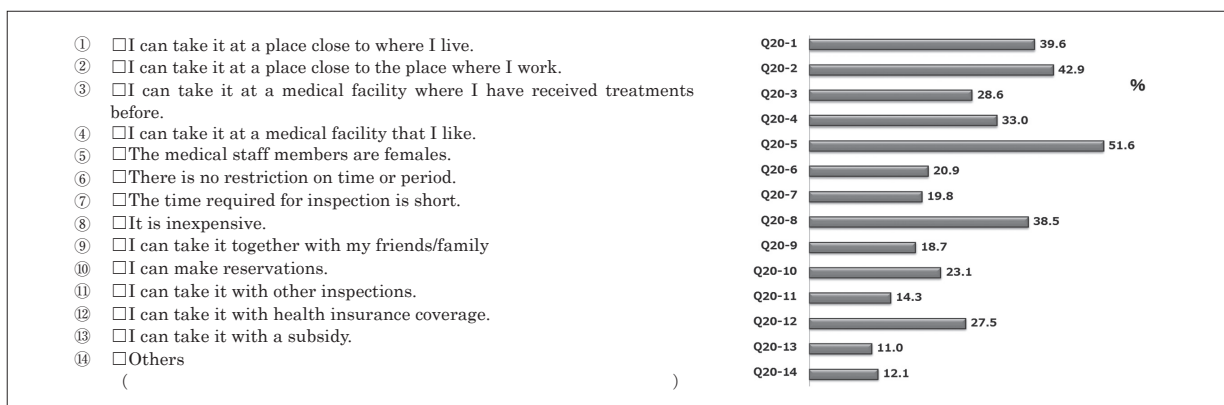 ① □I can take it at a place close to where I live.
② □I can take it at a place close to the place where I work.
③ □I can take it at a medical facility where I have received treatments
before.
④ □I can take it at a medical facility that I like.
⑤ □The medical staff members are females.
⑥ □There is no restriction on time or period.
⑦ □The time required for inspection is short.
⑧ □It is inexpensive.
⑨ □I can take it together with my friends/family
⑩ □I can make reservations.
⑪ □I can take it with other inspections.
⑫ □I can take it with health insurance coverage.
⑬ □I can take it with a subsidy.
⑭ □Others
( )
Q20-1 39.6
Q20-2 42.9
%
Q20-3 28.6
Q20-4 33.0
Q20-5 51.6
Q20-6 20.9
Q20-7 19.8
Q20-8 38.5
Q20-9 18.7
Q20-10 23.1
Q20-11 14.3
Q20-12 27.5
Q20-13 11.0
Q20-14 12.1